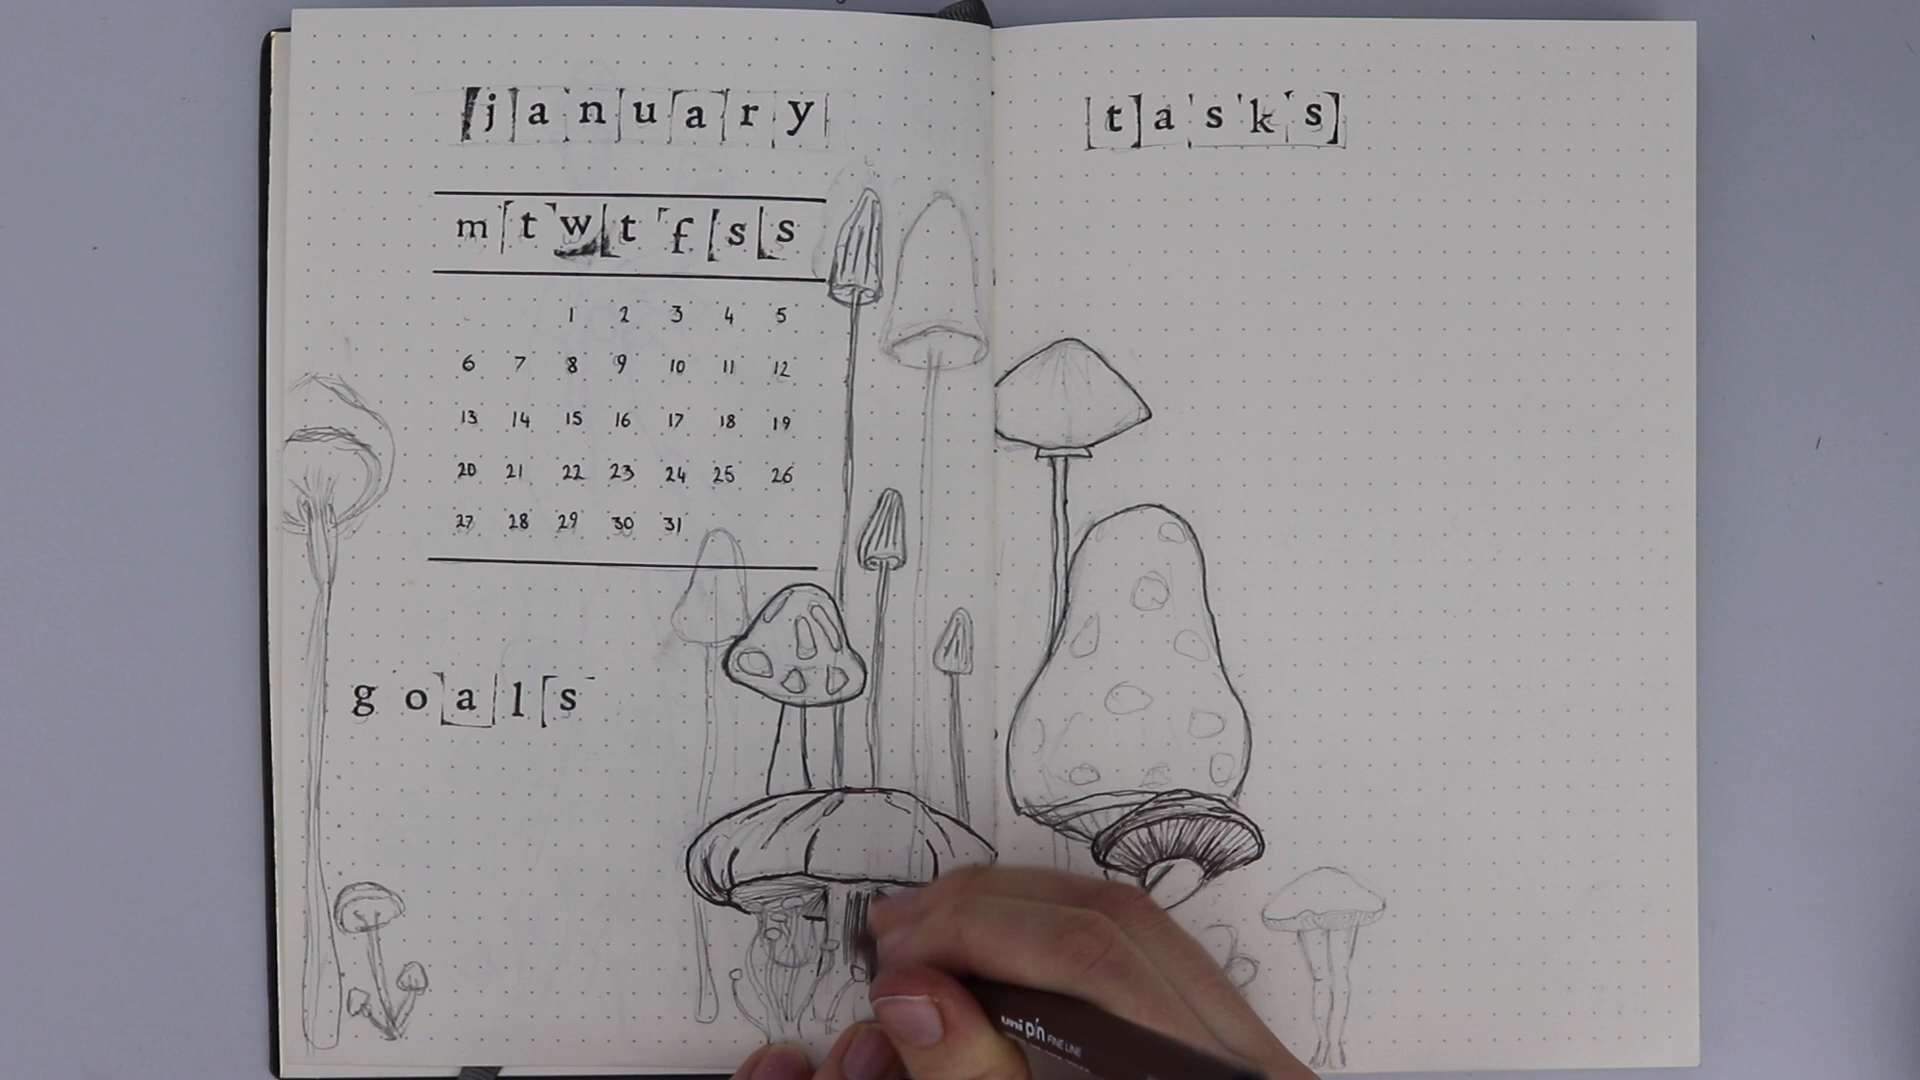 january
tasks
m t w t f s s
1 2 3 4 5
6 7 8 9 10 11 12
13 14 15 16 17 18 19
20 21 22 23 24 25 26
27 28 29 30 31
goals
uni pin FINE LINE